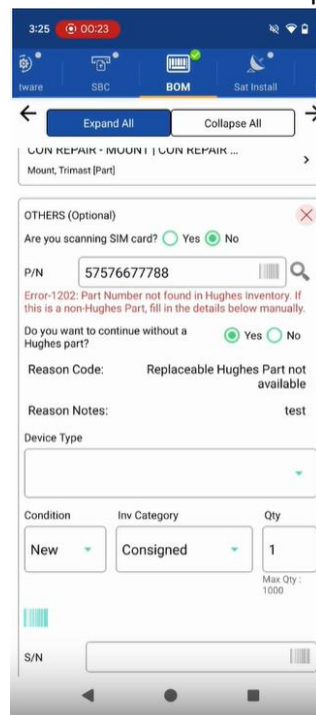 3:25 00:23
tware SBC BOM Sat Install
Expand All Collapse All
CON REPAIR - MOUNT | CON REPAIR ...
Mount, Trimast [Part]
OTHERS (Optional)
Are you scanning SIM card? Yes No
P/N 57576677788
Error-1202: Part Number not found in Hughes Inventory. If
this is a non-Hughes Part, fill in the details below manually.
Do you want to continue without a
Hughes part? Yes No
Reason Code: Replaceable Hughes Part not
available
Reason Notes: test
Device Type
Condition Inv Category Qty
New Consigned 1
Max Qty :
1000
S/N